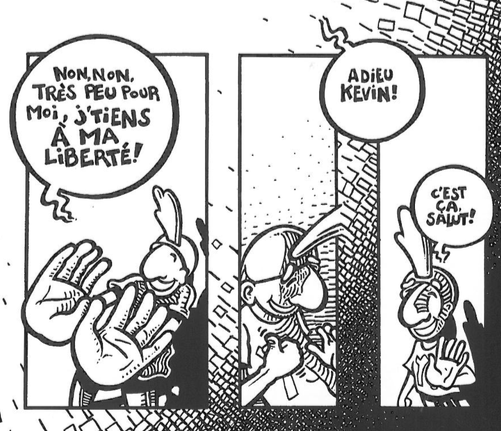 NON, NON,
TRÈS PEU POUR
MOI, J'TIENS
À MA
LIBERTÉ!
ADIEU
KEVIN!
C'EST
ÇA,
SALUT!